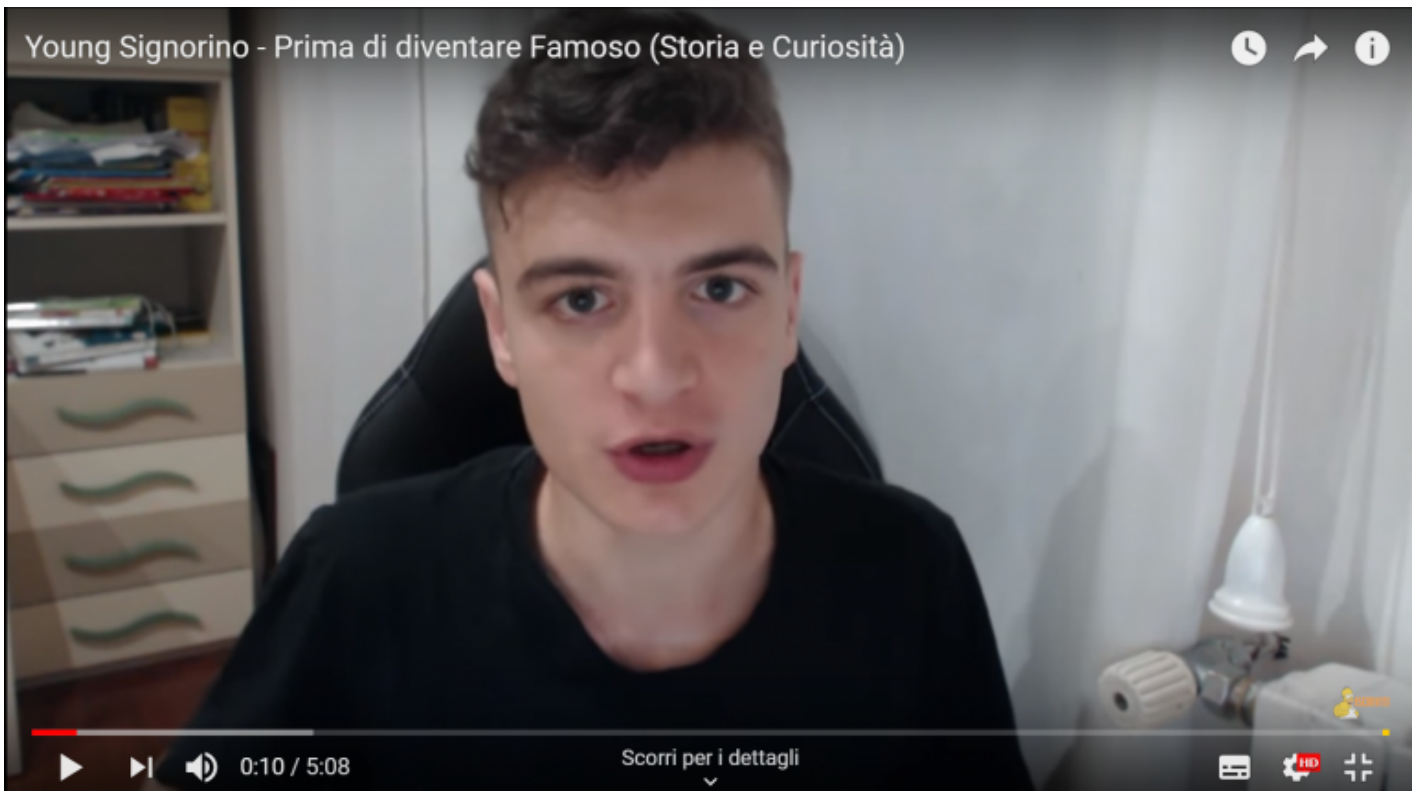 Young Signorino - Prima di diventare Famoso (Storia e Curiosità)
0:10 / 5:08
Scorri per i dettagli
HD